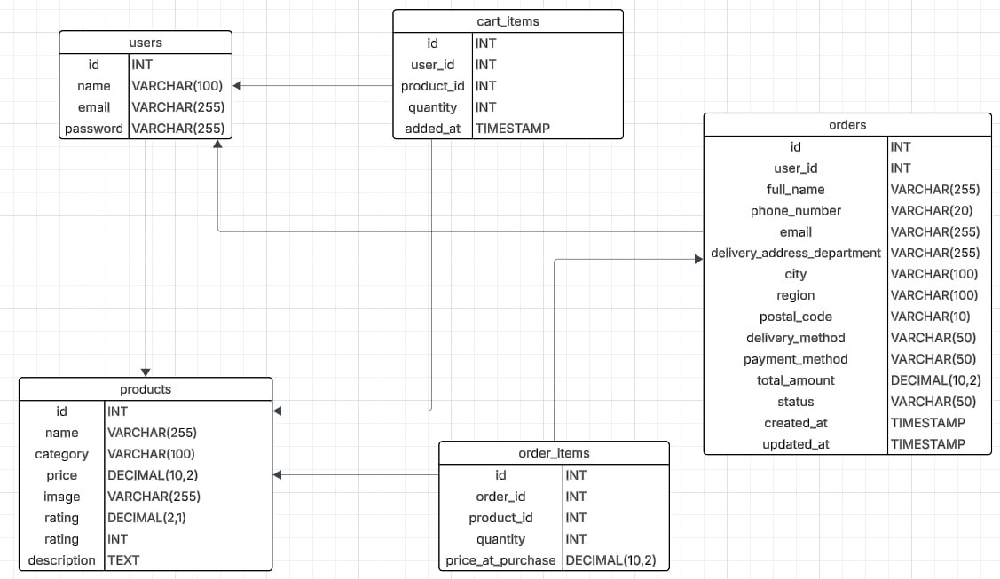 users
id INT
name VARCHAR(100)
email VARCHAR(255)
password VARCHAR(255)
cart_items
id INT
user_id INT
product_id INT
quantity INT
added_at TIMESTAMP
orders
id INT
user_id INT
full_name VARCHAR(255)
phone_number VARCHAR(20)
email VARCHAR(255)
delivery_address_department VARCHAR(255)
city VARCHAR(100)
region VARCHAR(100)
postal_code VARCHAR(10)
delivery_method VARCHAR(50)
payment_method VARCHAR(50)
total_amount DECIMAL(10,2)
status VARCHAR(50)
created_at TIMESTAMP
updated_at TIMESTAMP
products
id INT
name VARCHAR(255)
category VARCHAR(100)
price DECIMAL(10,2)
image VARCHAR(255)
rating DECIMAL(2,1)
rating INT
description TEXT
order_items
id INT
order_id INT
product_id INT
quantity INT
price_at_purchase DECIMAL(10,2)